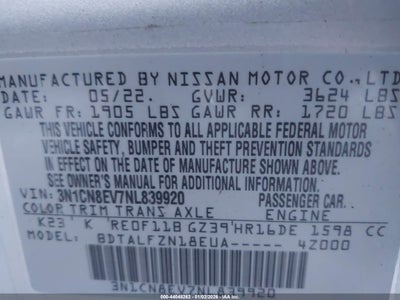 MANUFACTURED BY NISSAN MOTOR CO., LTD
DATE: 05/22. GVWR: 3624 LBS
GAWR FR: 1905 LBS GAWR RR: 1720 LBS
THIS VEHICLE CONFORMS TO ALL APPLICABLE FEDERAL MOTOR
VEHICLE SAFETY, BUMPER AND THEFT PREVENTION STANDARDS
IN EFFECT ON THE DATE OF MANUFACTURE SHOWN ABOVE.
SEE OWNER'S MANUAL FOR ADDITIONAL INFORMATION.
VIN: 3N1CN8EV7NL839920 PASSENGER CAR
COLOR TRIM TRANS AXLE ENGINE
K23 K RE0F11B GZ39 HR16DE 1598 CC
MODEL: BDTALFZN18EUA----- 4Z000
3N1CN8EV7NL839920